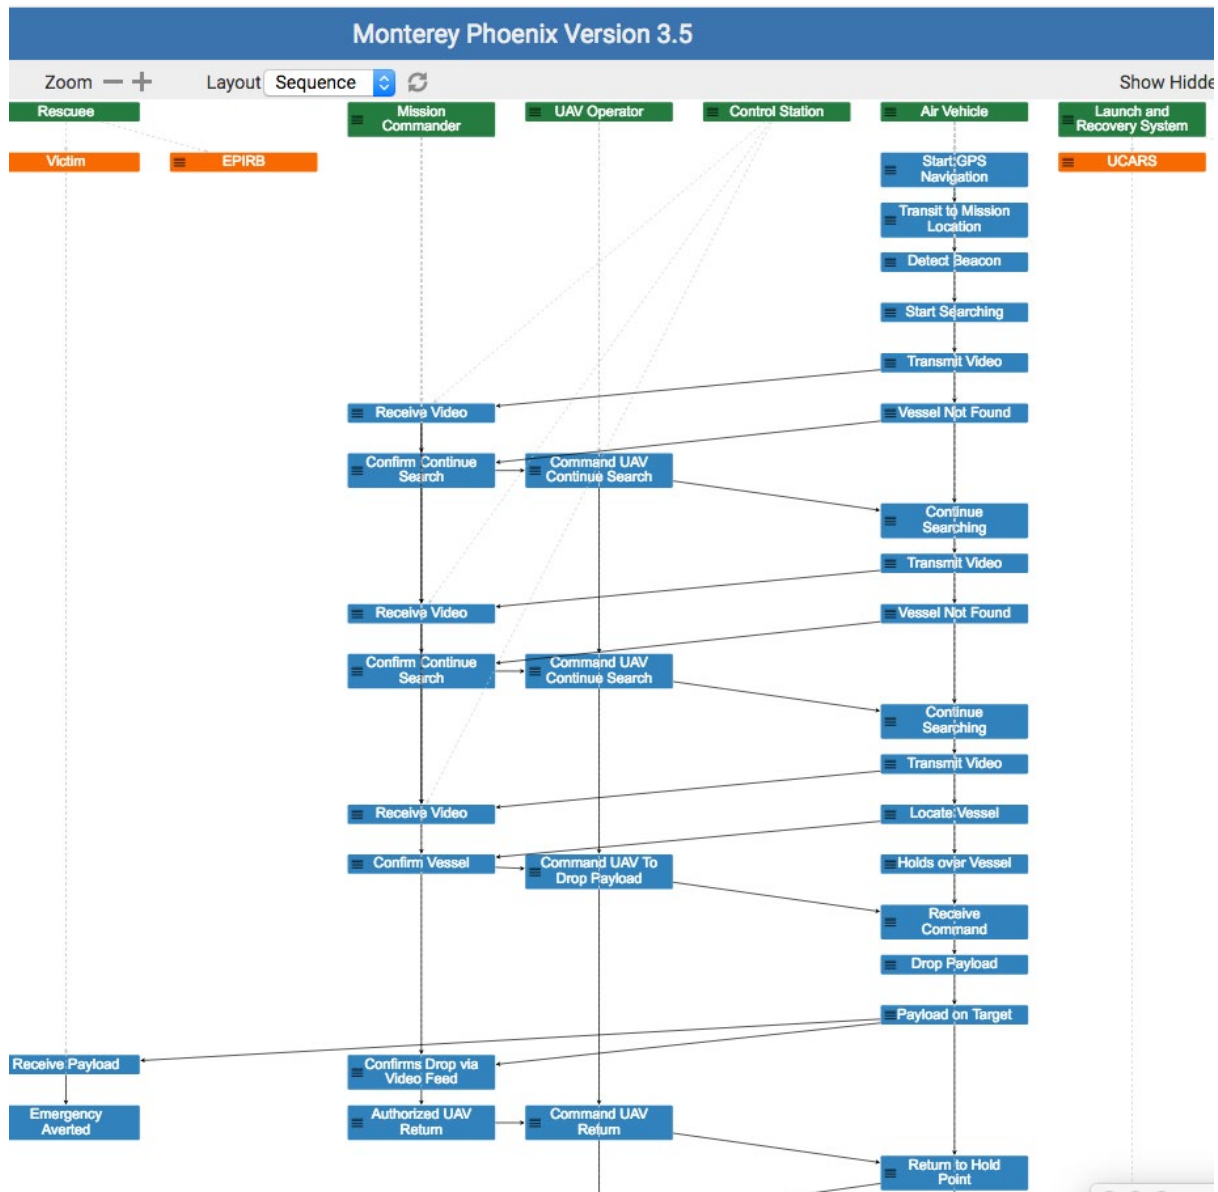 Monterey Phoenix Version 3.5
Zoom
Layout
Sequence
Show Hidde
Rescuee
Mission
Commander
UAV Operator
Control Station
Air Vehicle
Launch and
Recovery System
Victim
EPIRB
Start GPS
Navigation
UCARS
Transit to Mission
Location
Detect Beacon
Start Searching
Transmit Video
Receive Video
Vessel Not Found
Confirm Continue
Search
Command UAV
Continue Search
Continue
Searching
Transmit Video
Receive Video
Vessel Not Found
Confirm Continue
Search
Command UAV
Continue Search
Continue
Searching
Transmit Video
Receive Video
Locate Vessel
Confirm Vessel
Command UAV To
Drop Payload
Holds over Vessel
Receive
Command
Drop Payload
Payload on Target
Receive Payload
Confirms Drop via
Video Feed
Emergency
Averted
Authorized UAV
Return
Command UAV
Return
Return to Hold
Point